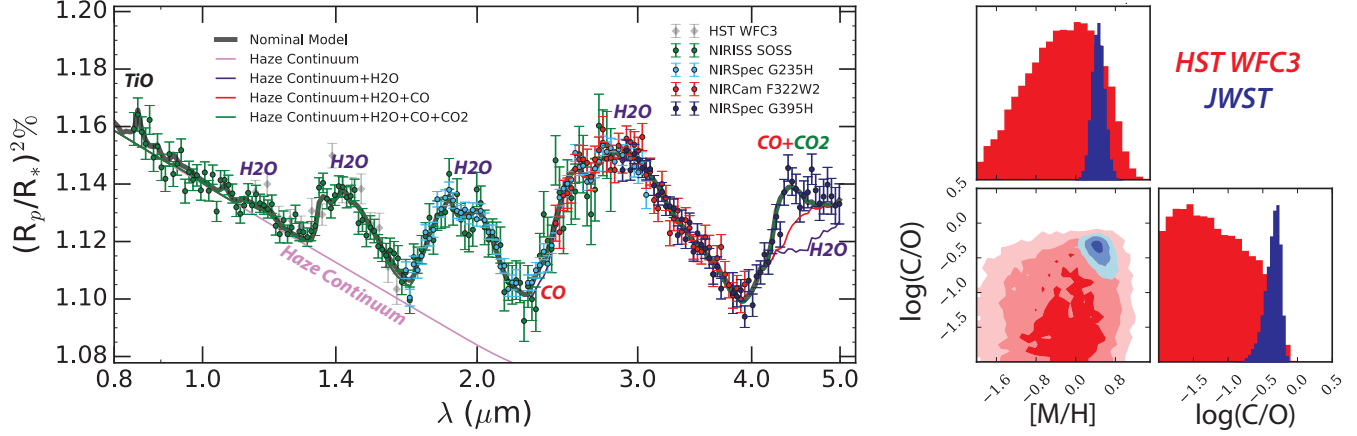 1.20
1.18
1.16
1.14
1.12
1.10
1.08
(R_p/R_*)^2%
0.8 1.0 1.4 2.0 3.0 4.0 5.0
λ (μm)
Nominal Model
Haze Continuum
Haze Continuum+H2O
Haze Continuum+H2O+CO
Haze Continuum+H2O+CO+CO2
HST WFC3
NIRISS SOSS
NIRSpec G235H
NIRCam F322W2
NIRSpec G395H
TiO
H2O
H2O
H2O
H2O
CO+CO2
H2O
CO
Haze Continuum
HST WFC3
JWST
0.5
0.0
−0.5
−1.0
−1.5
log(C/O)
−1.6 −0.8 0.0 0.8
[M/H]
−1.5 −1.0 −0.5 0.0 0.5
log(C/O)